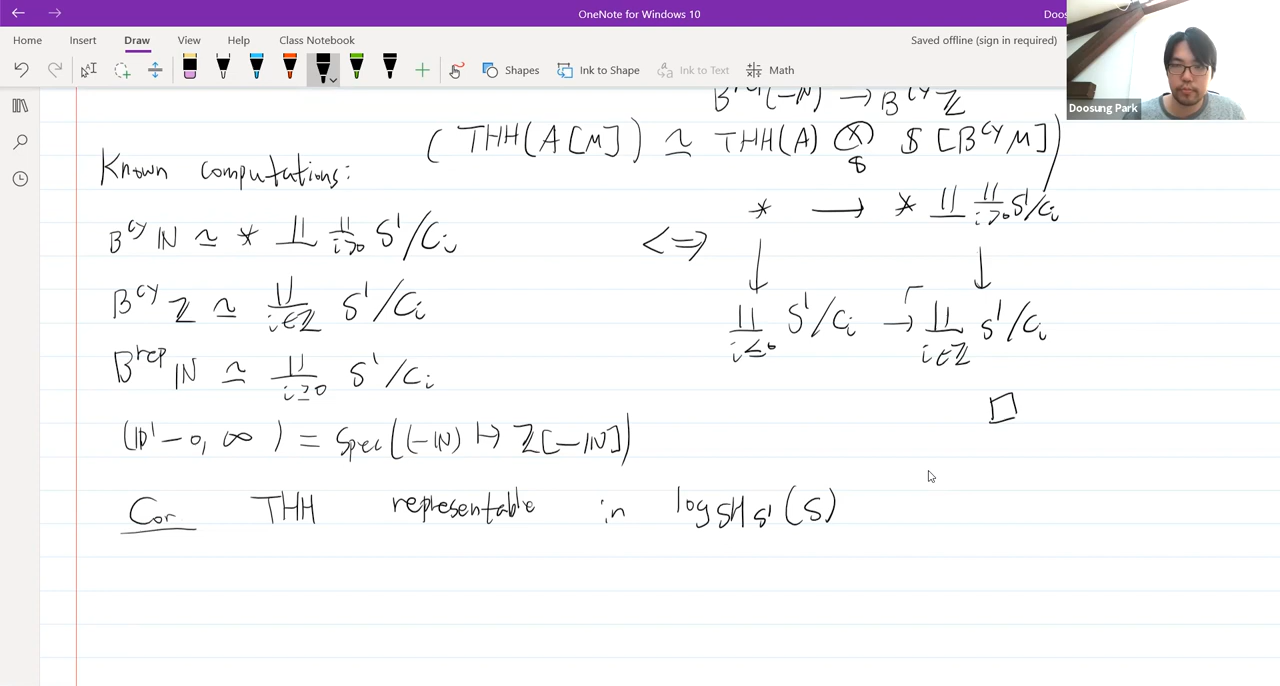 OneNote for Windows 10
Doos
Home Insert Draw View Help Class Notebook
Saved offline (sign in required)
Shapes Ink to Shape Ink to Text Math
Doosung Park
B^{rep}(-ℕ) → B^{cy} ℤ
( THH(A[M]) ≃ THH(A) ⊗_𝕊 𝕊[B^{cy} M] )
Known computations:
* → * ⨿ ⨿_{i>0} S¹/C_i
B^{cy} ℕ ≃ * ⨿ ⨿_{i>0} S¹/C_i
<=> ↓ ↓
B^{cy} ℤ ≃ ⨿_{i∈ℤ} S¹/C_i
⨿_{i≤0} S¹/C_i → ⨿_{i∈ℤ} S¹/C_i
B^{rep} ℕ ≃ ⨿_{i≥0} S¹/C_i
□
(ℙ¹ - 0, ∞) = Spec((-ℕ) ↦ ℤ[-ℕ])
Cor THH representable in logSH_{S¹}(S)